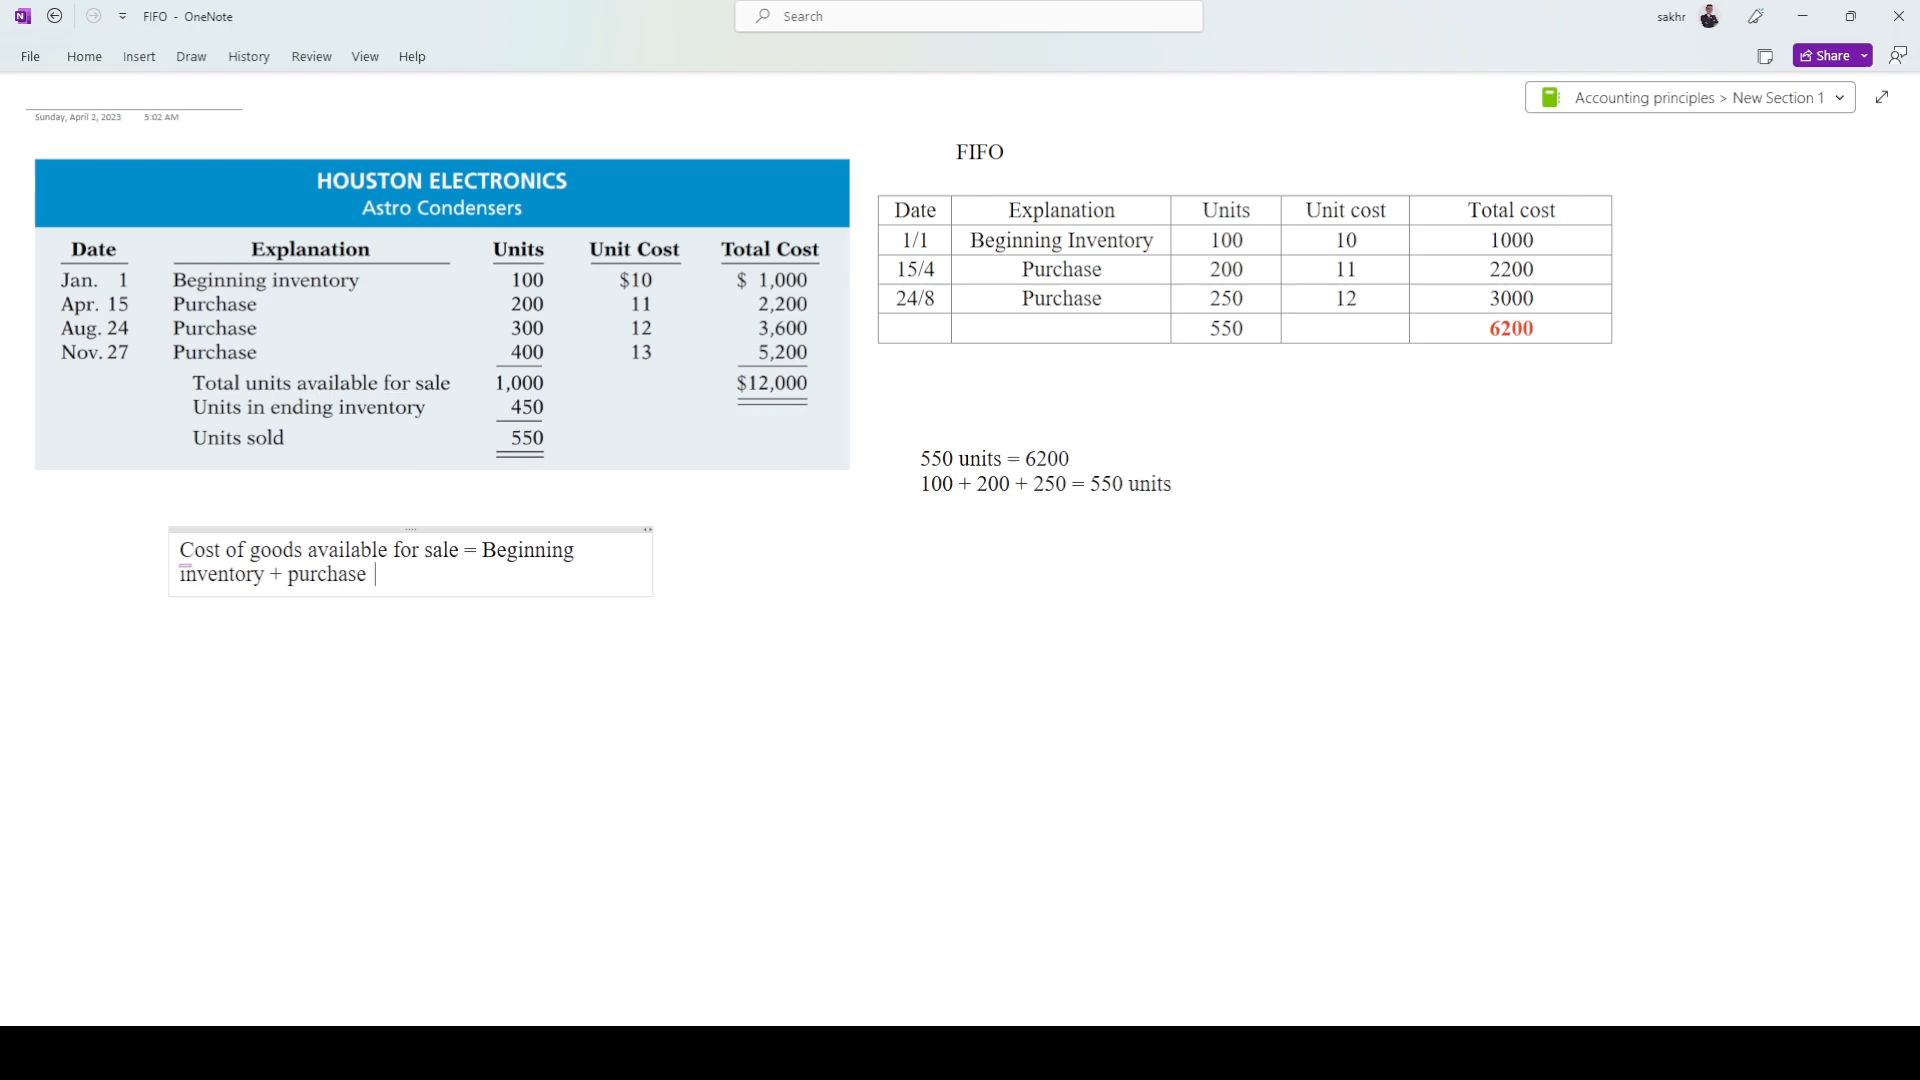 FIFO - OneNote
Search
sakhr
File Home Insert Draw History Review View Help
Share
Accounting principles > New Section 1
Sunday, April 2, 2023 5:02 AM
HOUSTON ELECTRONICS
Astro Condensers
Date Explanation Units Unit Cost Total Cost
Jan. 1 Beginning inventory 100 $10 $ 1,000
Apr. 15 Purchase 200 11 2,200
Aug. 24 Purchase 300 12 3,600
Nov. 27 Purchase 400 13 5,200
Total units available for sale 1,000 $12,000
Units in ending inventory 450
Units sold 550
FIFO
Date Explanation Units Unit cost Total cost
1/1 Beginning Inventory 100 10 1000
15/4 Purchase 200 11 2200
24/8 Purchase 250 12 3000
550 6200
550 units = 6200
100 + 200 + 250 = 550 units
Cost of goods available for sale = Beginning
inventory + purchase